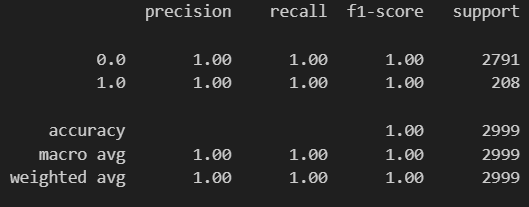 precision recall f1-score support
0.0 1.00 1.00 1.00 2791
1.0 1.00 1.00 1.00 208
accuracy 1.00 2999
macro avg 1.00 1.00 1.00 2999
weighted avg 1.00 1.00 1.00 2999